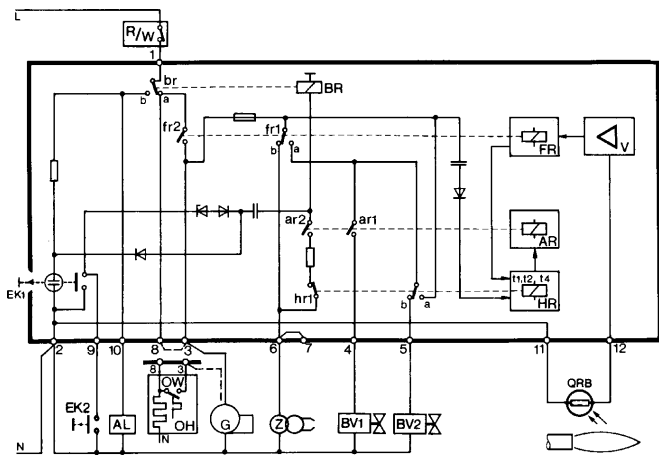 L
R/W
1
br
b a
BR
fr2
fr1
b a
FR
V
ar2
ar1
AR
t1,t2, t4
HR
hr1
b a
EK1
2 9 10 8 3 6 7 4 5 11 12
8 3
OW
OH
IN
EK2
AL
G
Z
BV1
BV2
QRB
N